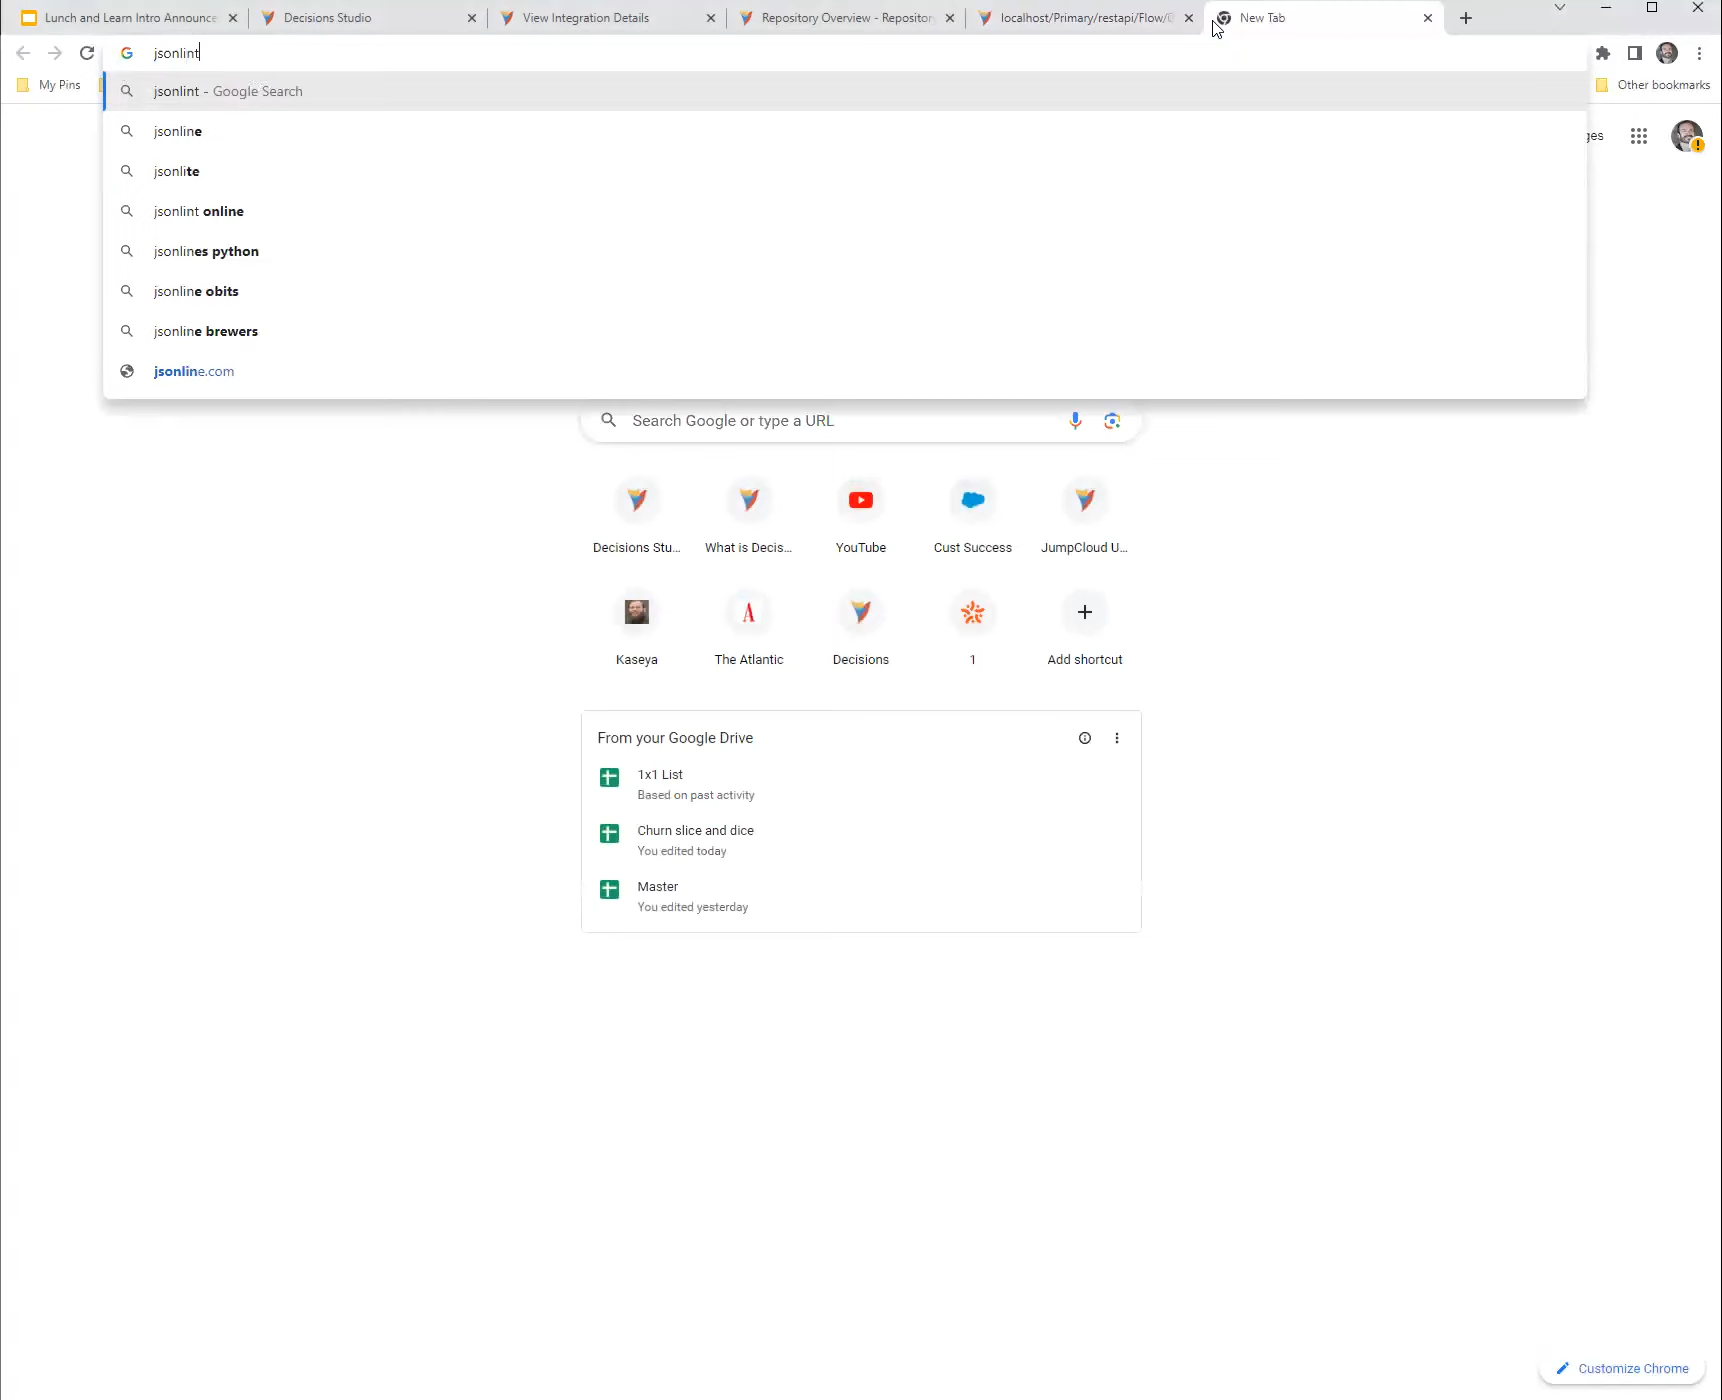 Lunch and Learn Intro Announce
Decisions Studio
View Integration Details
Repository Overview - Repository
localhost/Primary/restapi/Flow/0
New Tab
jsonlint
My Pins
Other bookmarks
jsonlint - Google Search
jsonline
jsonlite
jsonlint online
jsonlines python
jsonline obits
jsonline brewers
jsonline.com
ges
Search Google or type a URL
Decisions Stu...
What is Decis...
YouTube
Cust Success
JumpCloud U...
Kaseya
The Atlantic
Decisions
1
Add shortcut
From your Google Drive
1x1 List
Based on past activity
Churn slice and dice
You edited today
Master
You edited yesterday
Customize Chrome